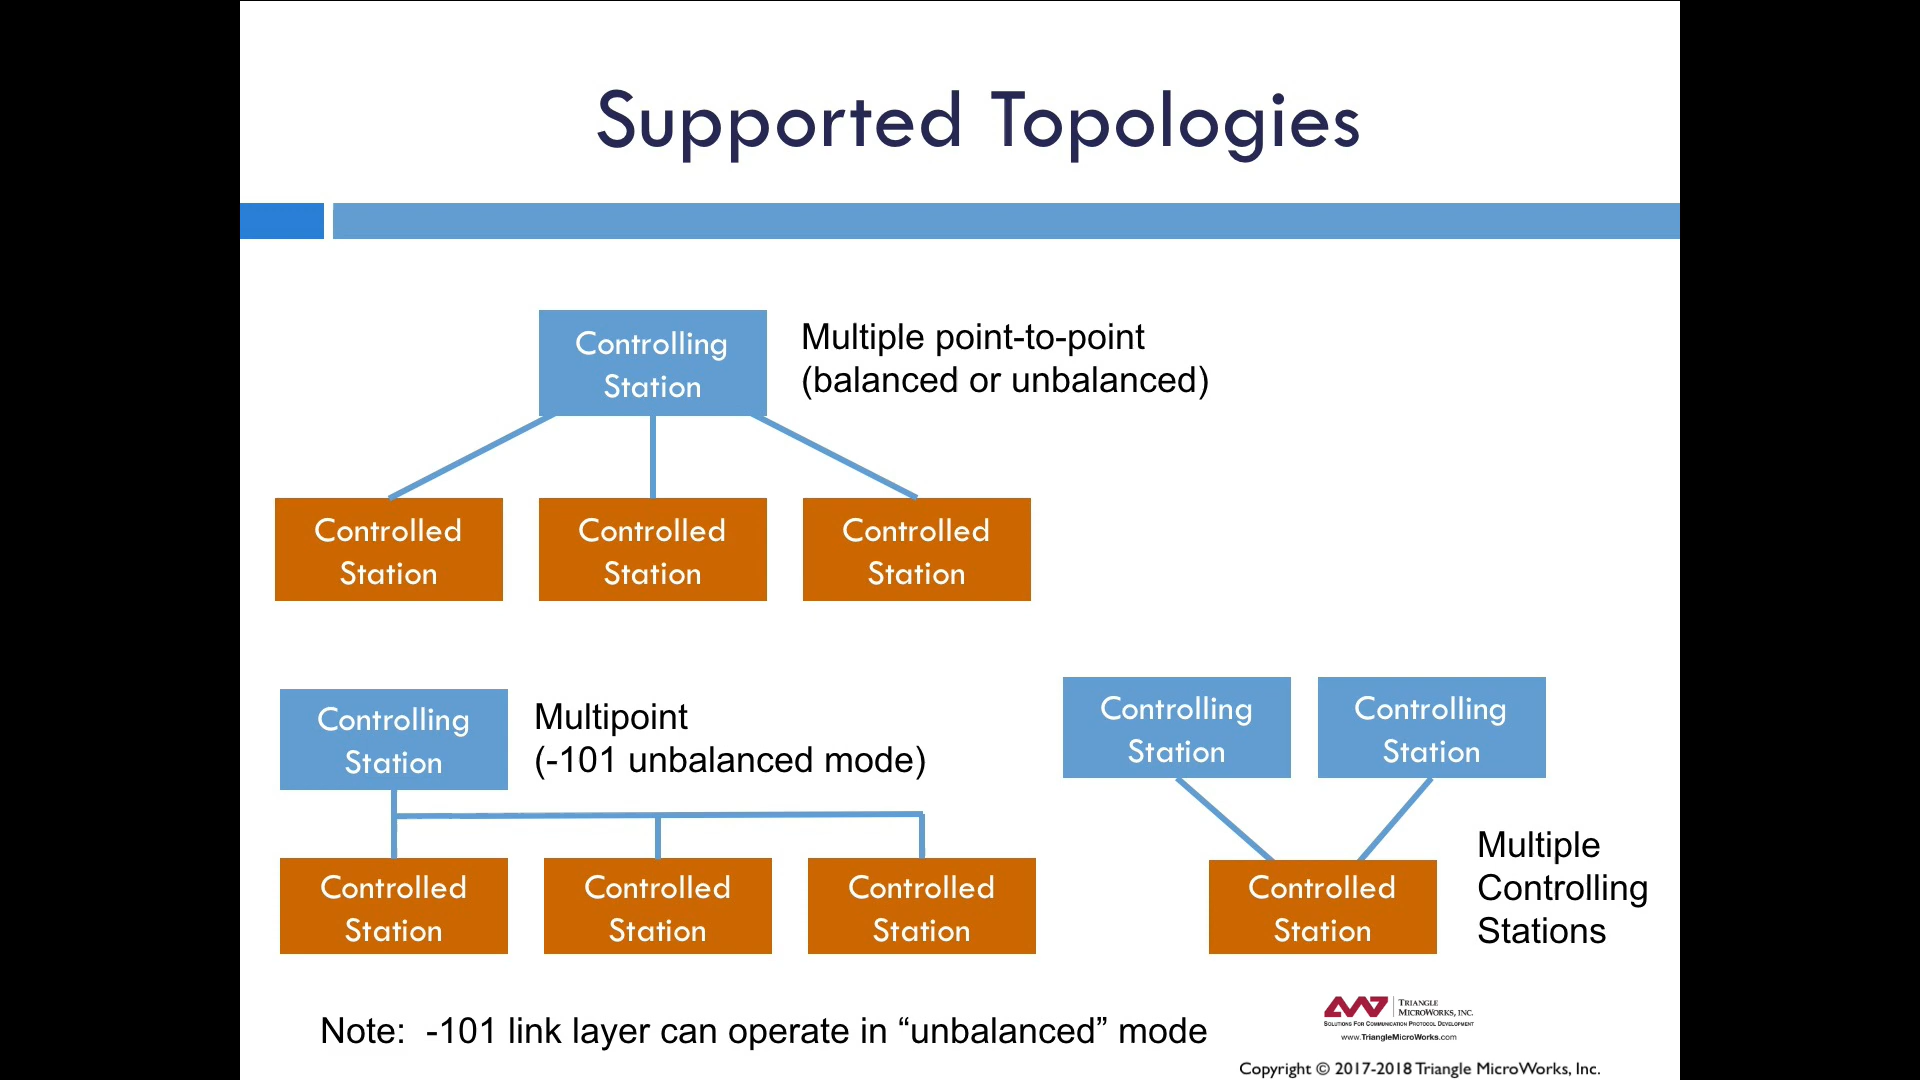 Supported Topologies
Controlling
Station
Multiple point-to-point
(balanced or unbalanced)
Controlled
Station
Controlled
Station
Controlled
Station
Controlling
Station
Multipoint
(-101 unbalanced mode)
Controlled
Station
Controlled
Station
Controlled
Station
Controlling
Station
Controlling
Station
Controlled
Station
Multiple
Controlling
Stations
Note:  -101 link layer can operate in “unbalanced” mode
TRIANGLE
MICROWORKS, INC.
SOLUTIONS FOR COMMUNICATION PROTOCOL DEVELOPMENT
www.TriangleMicroWorks.com
Copyright © 2017-2018 Triangle MicroWorks, Inc.